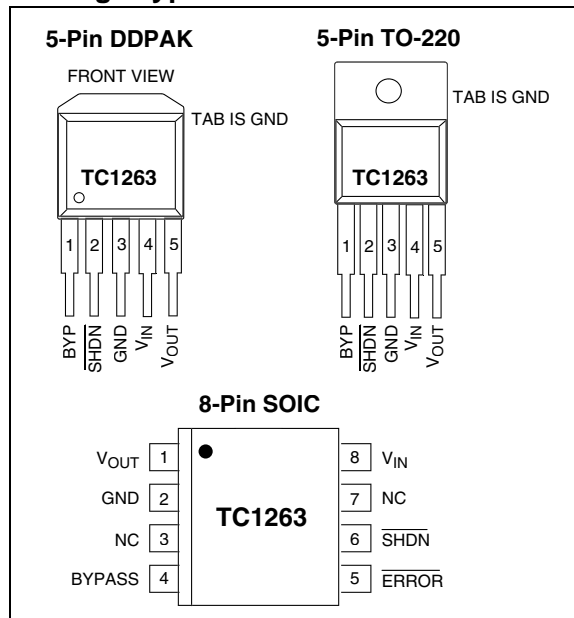 5-Pin DDPAK
FRONT VIEW
TAB IS GND
TC1263
1 2 3 4 5
BYP
SHDN
GND
VIN
VOUT
5-Pin TO-220
TAB IS GND
TC1263
1 2 3 4 5
BYP
SHDN
GND
VIN
VOUT
8-Pin SOIC
VOUT 1
GND 2
NC 3
BYPASS 4
TC1263
8 VIN
7 NC
6 SHDN
5 ERROR